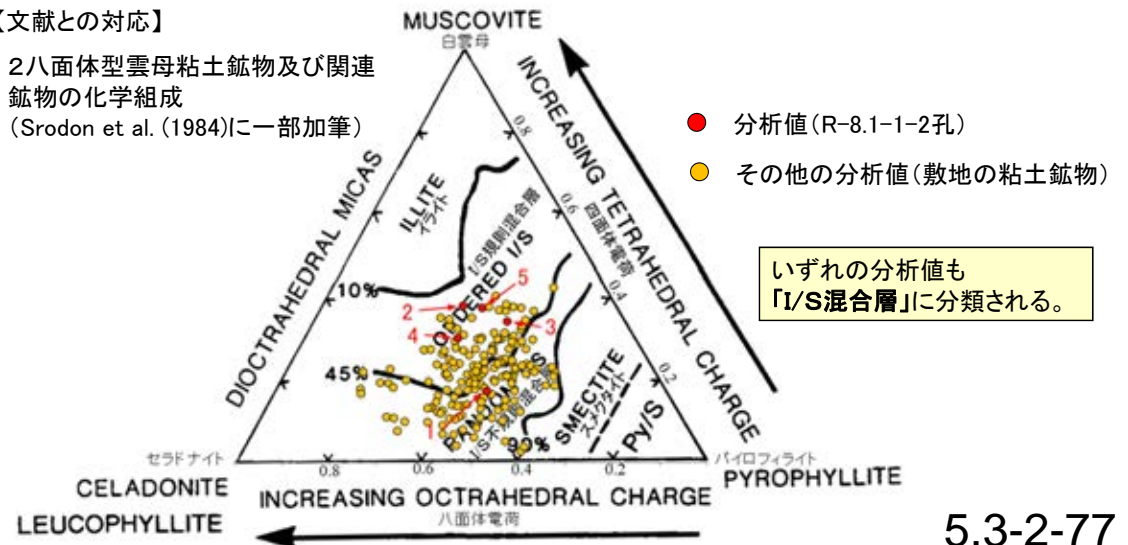 【文献との対応】
2八面体型雲母粘土鉱物及び関連
鉱物の化学組成
(Srodon et al. (1984)に一部加筆)
MUSCOVITE
白雲母
分析値(R-8.1-1-2孔)
その他の分析値(敷地の粘土鉱物)
いずれの分析値も
「I/S混合層」に分類される。
DIOCTRAHEDRAL MICAS
INCREASING TETRAHEDRAL CHARGE
四面体電荷
0.8
0.6
0.4
0.2
ILLITE
イライト
I/S規則混合層
ORDERED I/S
10%
2
5
3
4
45%
1
I/S不規則混合層
90%
SMECTITE
スメクタイト
Py/S
セラドナイト
CELADONITE
LEUCOPHYLLITE
0.8
0.6
0.4
0.2
パイロフィライト
PYROPHYLLITE
INCREASING OCTRAHEDRAL CHARGE
八面体電荷
5.3-2-77